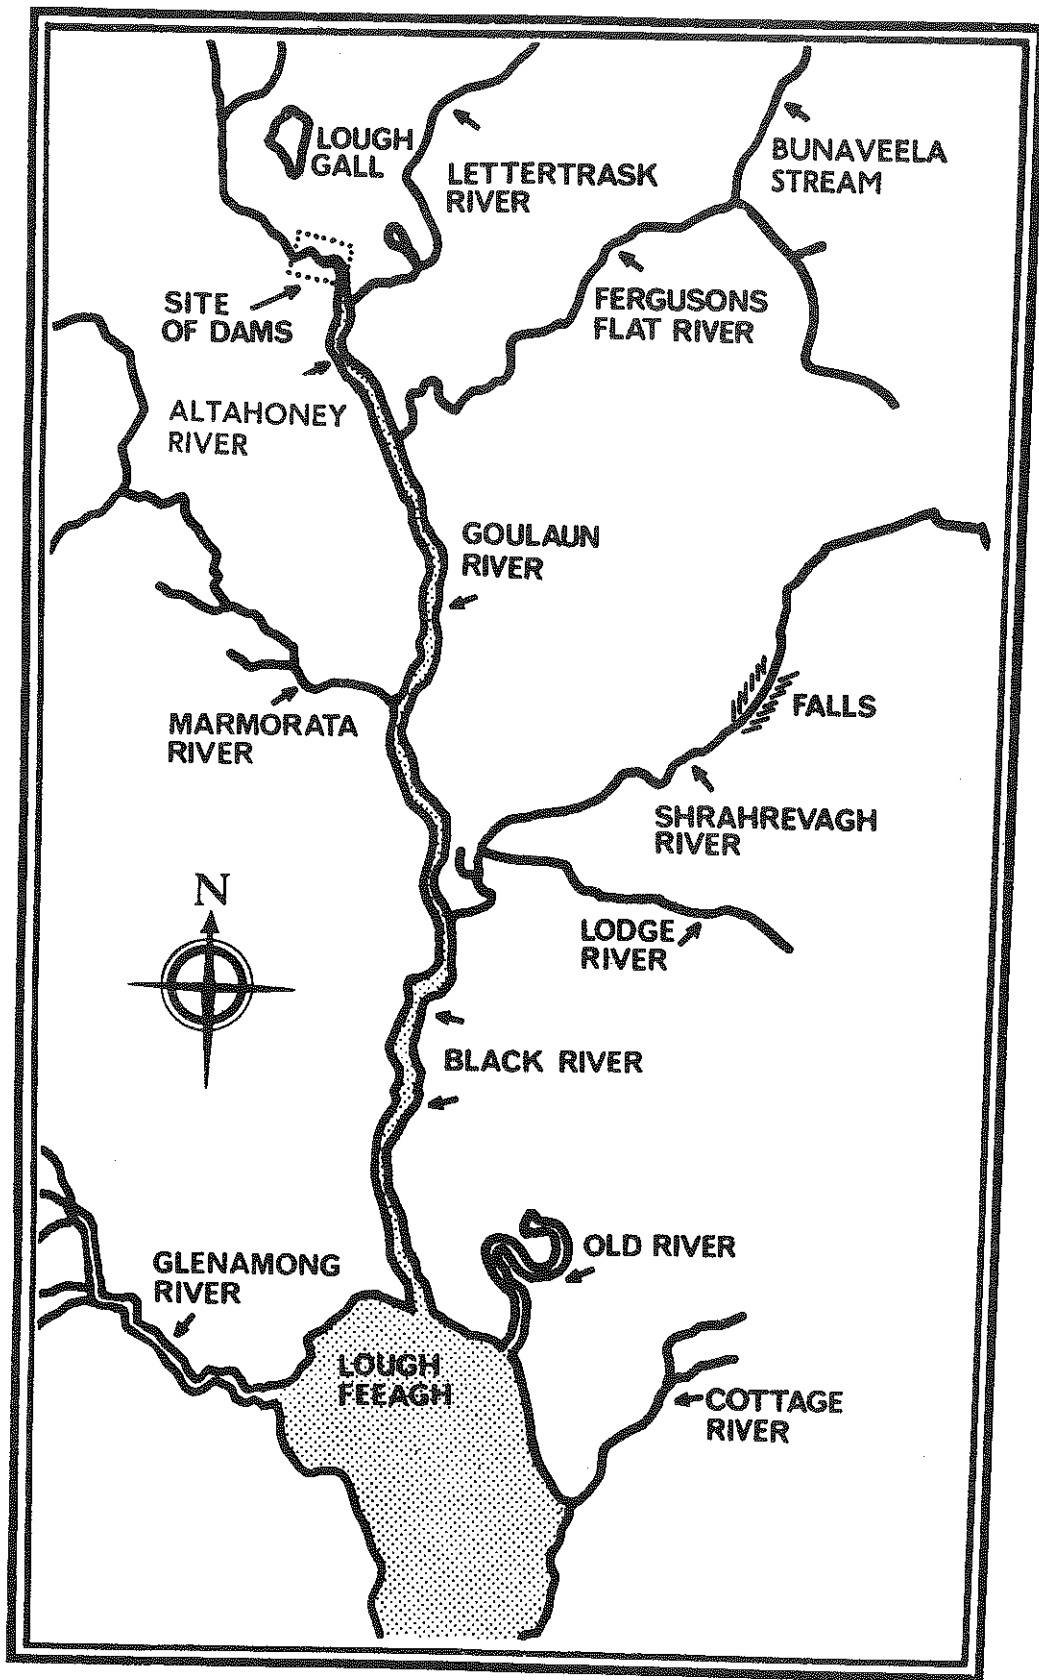 LOUGH
GALL
LETTERTRASK
RIVER
BUNAVEELA
STREAM
SITE
OF DAMS
FERGUSONS
FLAT RIVER
ALTAHONEY
RIVER
GOULAUN
RIVER
MARMORATA
RIVER
FALLS
SHRAHREVAGH
RIVER
N
LODGE
RIVER
BLACK RIVER
OLD RIVER
GLENAMONG
RIVER
LOUGH
FEEAGH
COTTAGE
RIVER